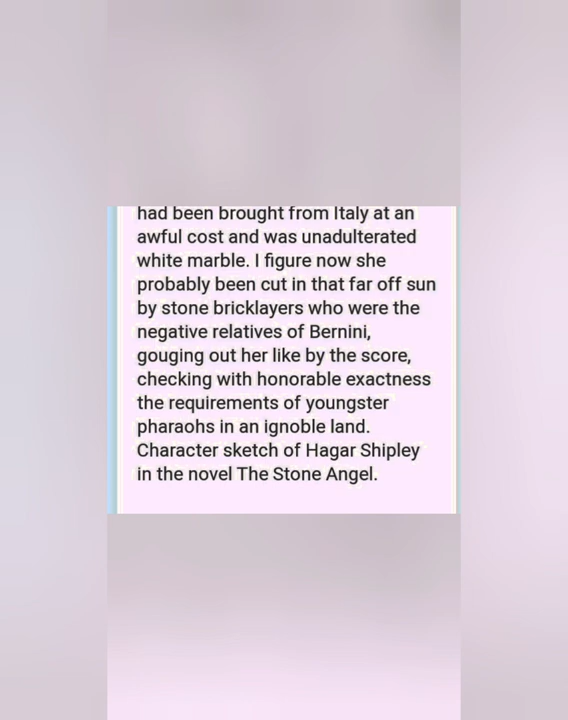 had been brought from Italy at an
awful cost and was unadulterated
white marble. I figure now she
probably been cut in that far off sun
by stone bricklayers who were the
negative relatives of Bernini,
gouging out her like by the score,
checking with honorable exactness
the requirements of youngster
pharaohs in an ignoble land.
Character sketch of Hagar Shipley
in the novel The Stone Angel.